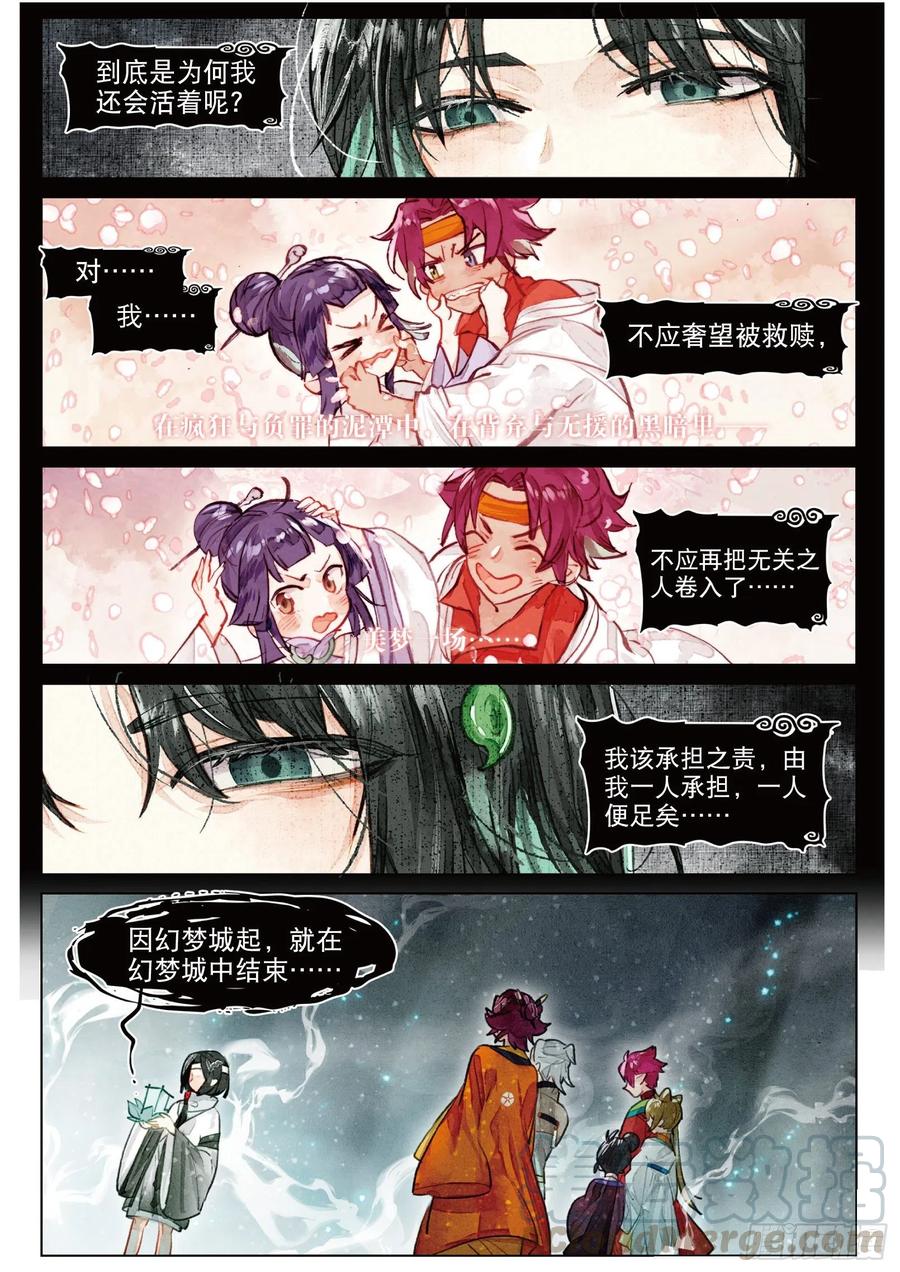 到底是为何我
还会活着呢？
对……
我……
不应奢望被救赎，
在疯狂与负罪的泥潭中，在背弃与无援的黑暗里——
不应再把无关之
人卷入了……
美梦一场……
我该承担之责，由
我一人承担，一人
便足矣……
因幻梦城起，就在
幻梦城中结束……